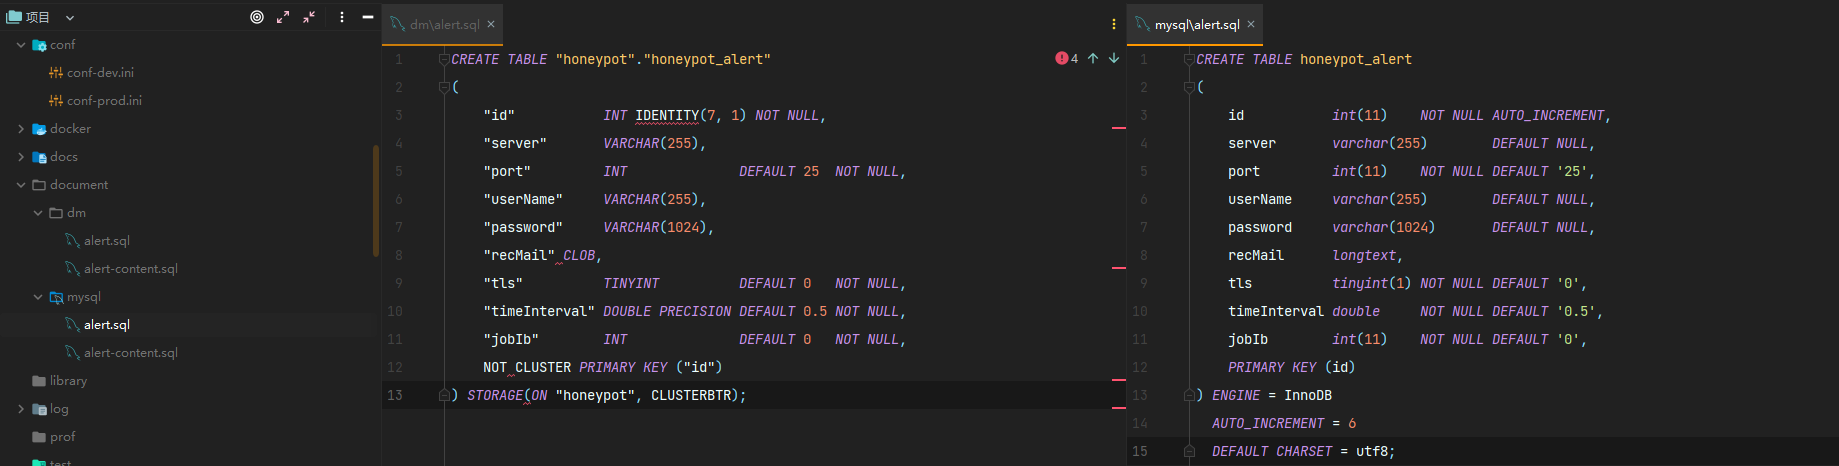 项目
conf
conf-dev.ini
conf-prod.ini
docker
docs
document
dm
alert.sql
alert-content.sql
mysql
alert.sql
alert-content.sql
library
log
prof
test
dm\alert.sql ×
4
1 CREATE TABLE "honeypot"."honeypot_alert"
2 (
3 "id" INT IDENTITY(7, 1) NOT NULL,
4 "server" VARCHAR(255),
5 "port" INT DEFAULT 25 NOT NULL,
6 "userName" VARCHAR(255),
7 "password" VARCHAR(1024),
8 "recMail" CLOB,
9 "tls" TINYINT DEFAULT 0 NOT NULL,
10 "timeInterval" DOUBLE PRECISION DEFAULT 0.5 NOT NULL,
11 "jobIb" INT DEFAULT 0 NOT NULL,
12 NOT CLUSTER PRIMARY KEY ("id")
13 ) STORAGE(ON "honeypot", CLUSTERBTR);
mysql\alert.sql ×
1 CREATE TABLE honeypot_alert
2 (
3 id int(11) NOT NULL AUTO_INCREMENT,
4 server varchar(255) DEFAULT NULL,
5 port int(11) NOT NULL DEFAULT '25',
6 userName varchar(255) DEFAULT NULL,
7 password varchar(1024) DEFAULT NULL,
8 recMail longtext,
9 tls tinyint(1) NOT NULL DEFAULT '0',
10 timeInterval double NOT NULL DEFAULT '0.5',
11 jobIb int(11) NOT NULL DEFAULT '0',
12 PRIMARY KEY (id)
13 ) ENGINE = InnoDB
14 AUTO_INCREMENT = 6
15 DEFAULT CHARSET = utf8;